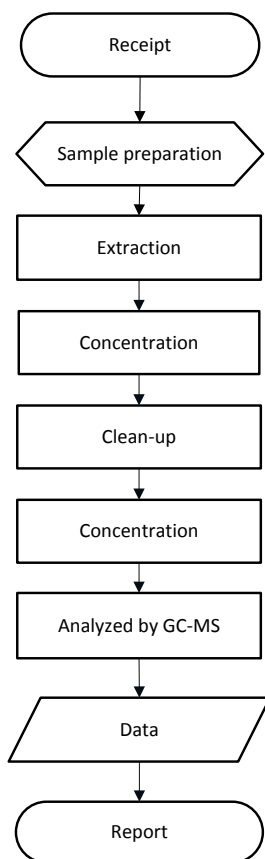 Receipt
Sample preparation
Extraction
Concentration
Clean-up
Concentration
Analyzed by GC-MS
Data
Report